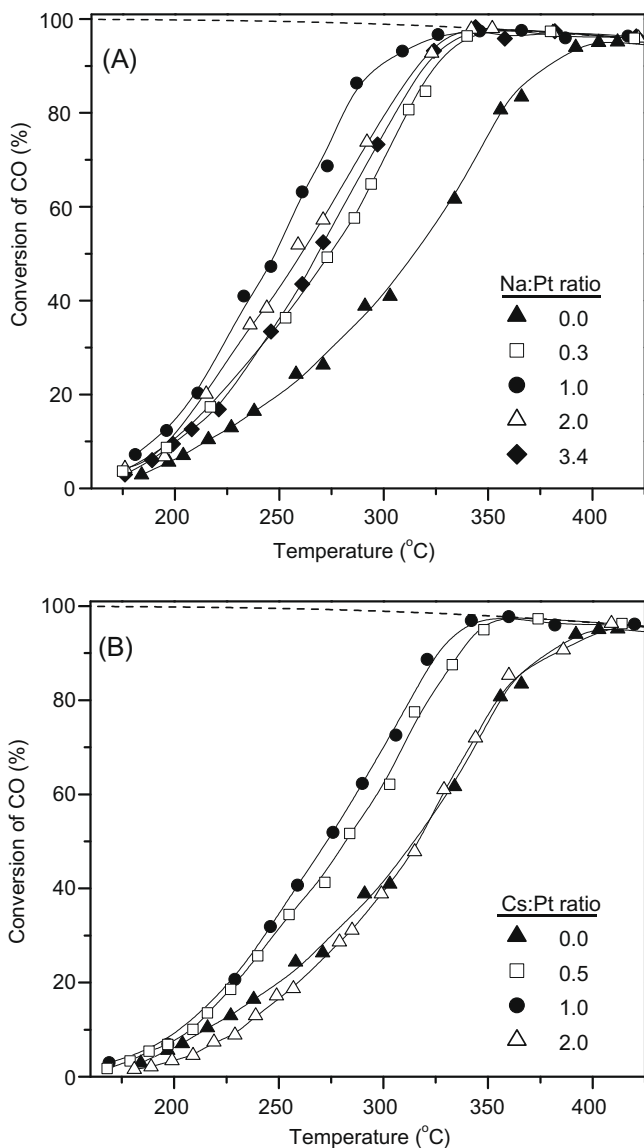 (A)
Conversion of CO (%)
100
80
60
40
20
0
Na:Pt ratio
0.0
0.3
1.0
2.0
3.4
200 250 300 350 400
Temperature (°C)
(B)
Conversion of CO (%)
100
80
60
40
20
0
Cs:Pt ratio
0.0
0.5
1.0
2.0
200 250 300 350 400
Temperature (°C)